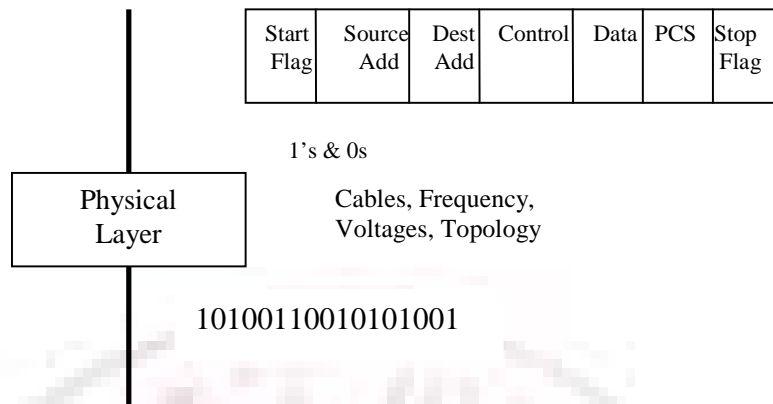 Start Source Dest Control Data PCS Stop
Flag Add Add Flag
1's & 0s
Physical
Layer
Cables, Frequency,
Voltages, Topology
10100110010101001